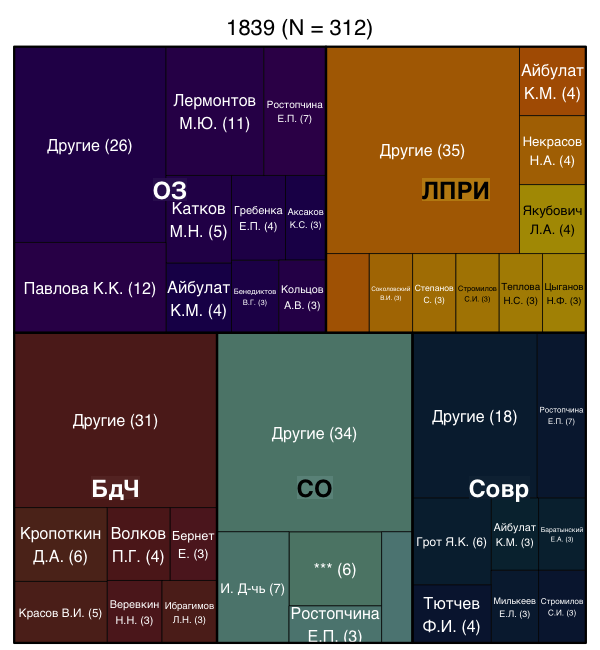 1839 (N = 312)
Другие (26)
Лермонтов
М.Ю. (11)
Ростопчина
Е.П. (7)
ОЗ
Катков
М.Н. (5)
Гребенка
Е.П. (4)
Аксаков
К.С. (3)
Павлова К.К. (12)
Айбулат
К.М. (4)
Бенедиктов
В.Г. (3)
Кольцов
А.В. (3)
Другие (35)
Айбулат
К.М. (4)
Некрасов
Н.А. (4)
ЛПРИ
Якубович
Л.А. (4)
Соколовский
В.И. (3)
Степанов
С. (3)
Стромилов
С.И. (3)
Теплова
Н.С. (3)
Цыганов
Н.Ф. (3)
Другие (31)
БдЧ
Кропоткин
Д.А. (6)
Волков
П.Г. (4)
Бернет
Е. (3)
Красов В.И. (5)
Веревкин
Н.Н. (3)
Ибрагимов
Л.Н. (3)
Другие (34)
СО
И. Д-чь (7)
*** (6)
Ростопчина
Е.П. (3)
Другие (18)
Ростопчина
Е.П. (7)
Совр
Грот Я.К. (6)
Айбулат
К.М. (3)
Баратынский
Е.А. (3)
Тютчев
Ф.И. (4)
Милькеев
Е.Л. (3)
Стромилов
С.И. (3)